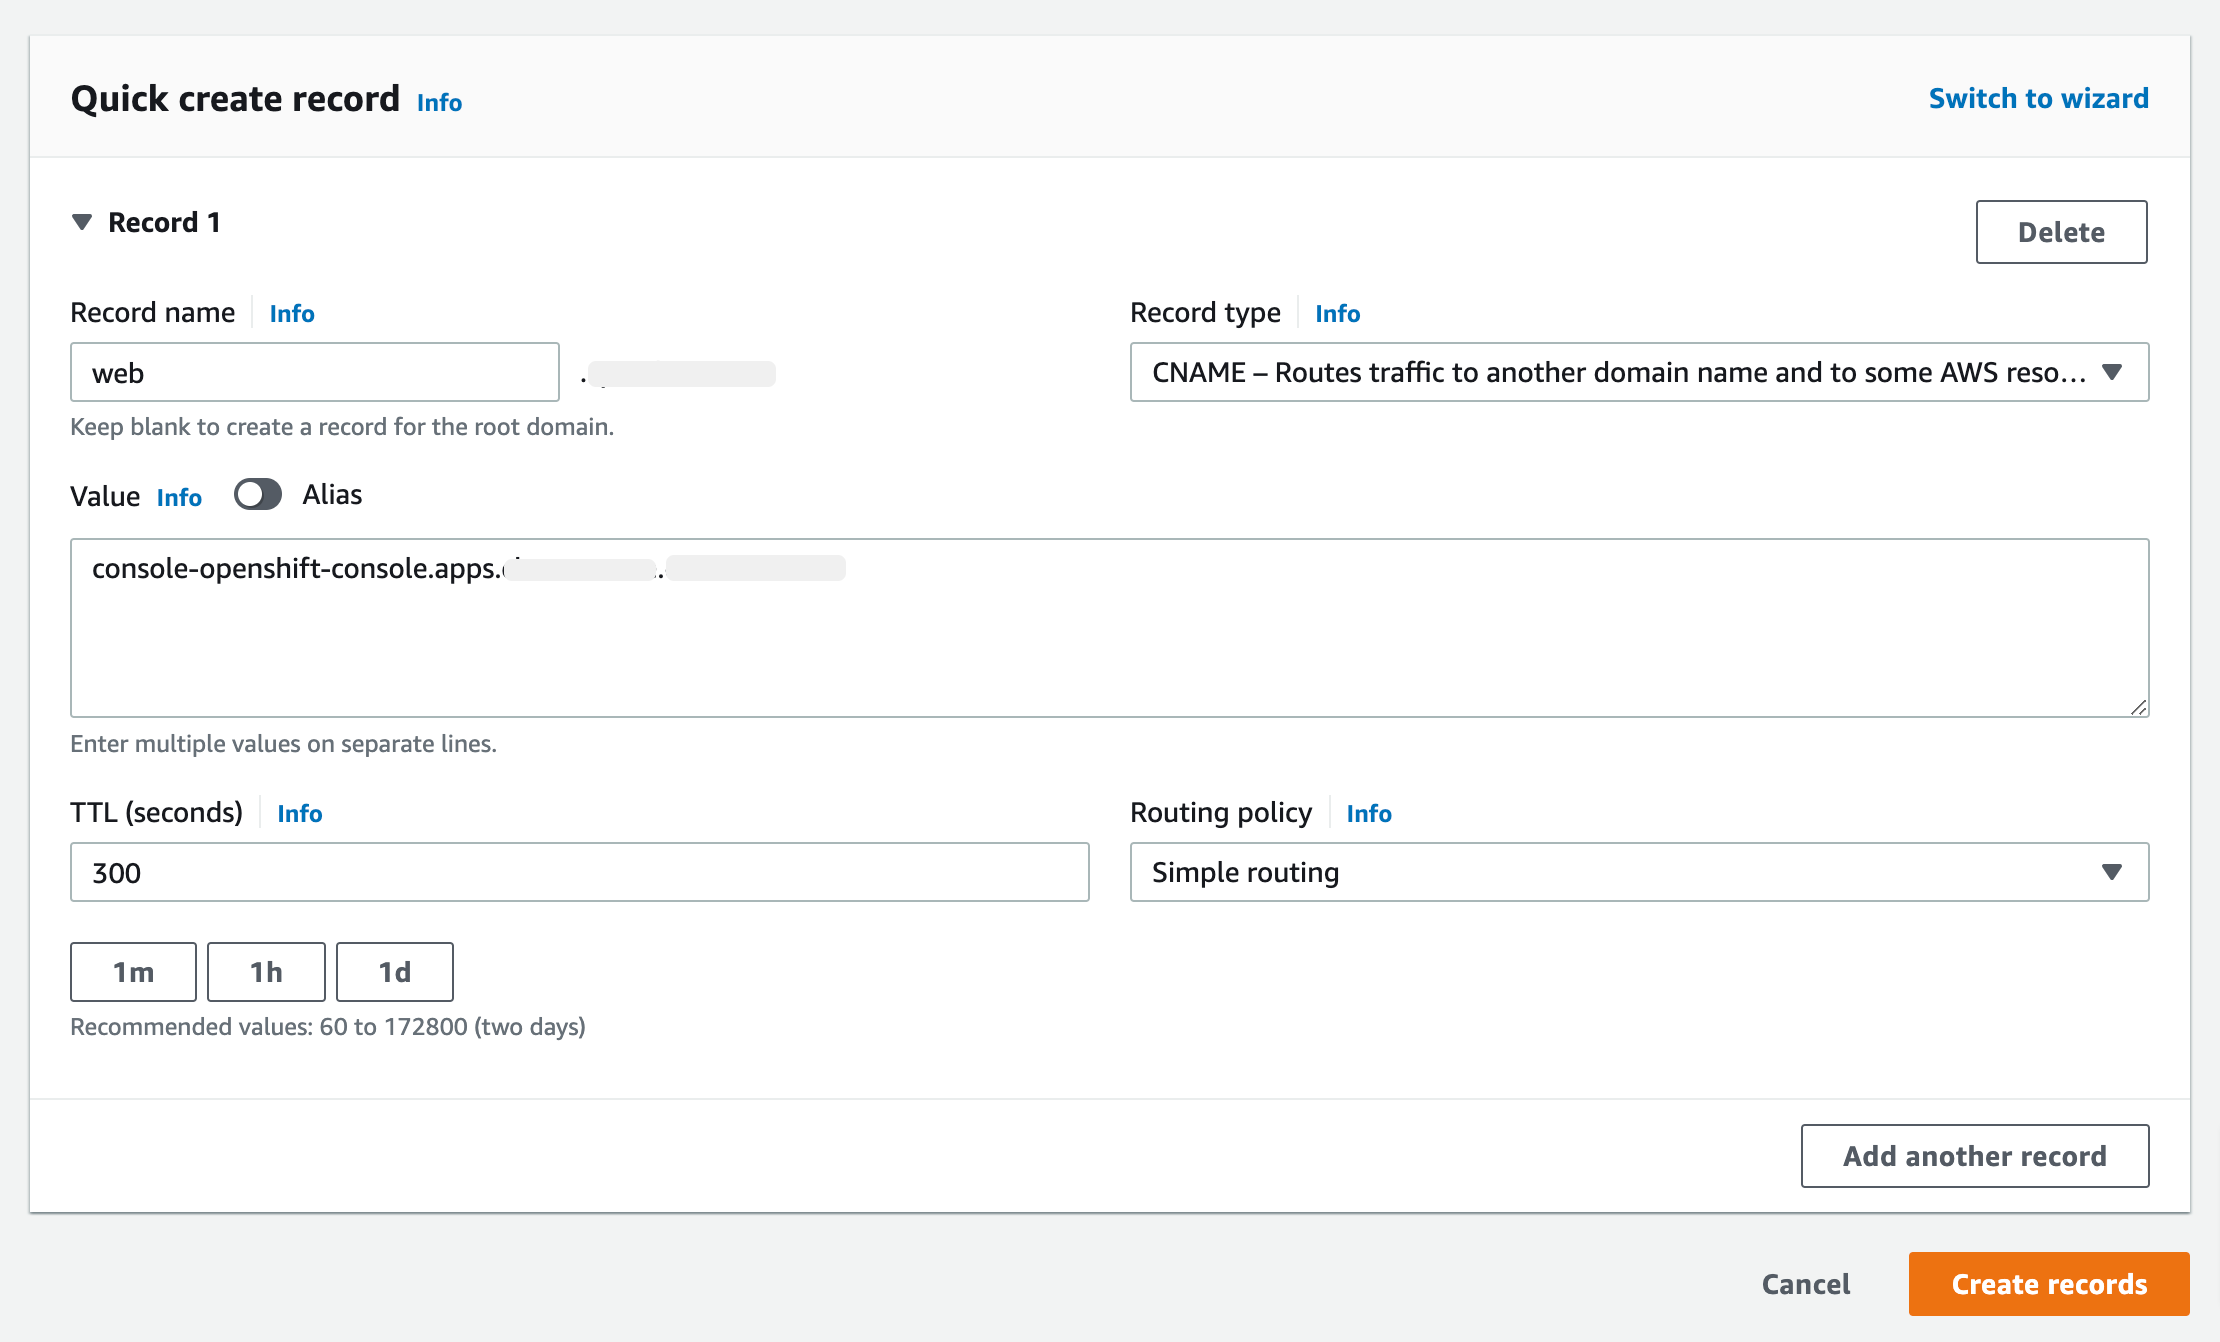 Quick create record Info Switch to wizard
Record 1 Delete
Record name Info Record type Info
web . CNAME – Routes traffic to another domain name and to some AWS reso...
Keep blank to create a record for the root domain.
Value Info Alias
console-openshift-console.apps.
Enter multiple values on separate lines.
TTL (seconds) Info Routing policy Info
300 Simple routing
1m 1h 1d
Recommended values: 60 to 172800 (two days)
Add another record
Cancel Create records